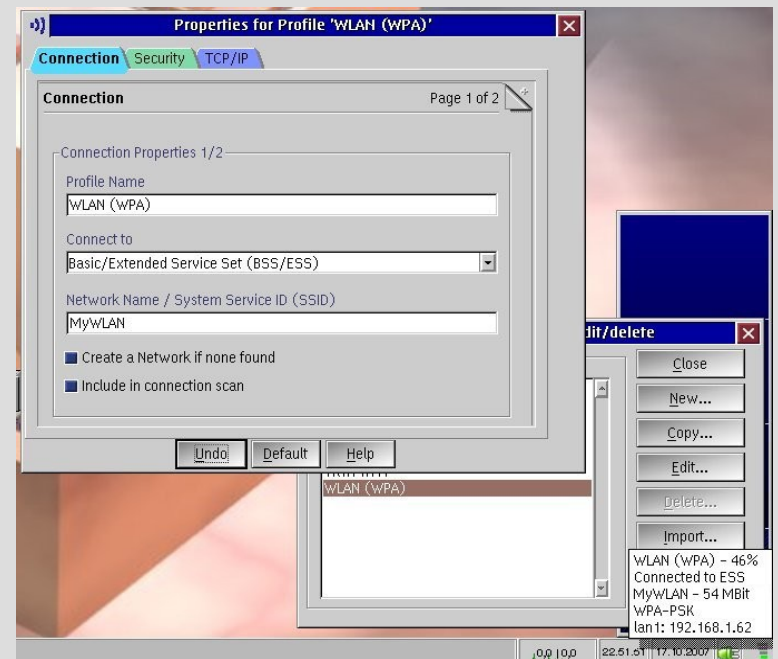 Properties for Profile 'WLAN (WPA)'
Connection Security TCP/IP
Connection Page 1 of 2
Connection Properties 1/2
Profile Name
WLAN (WPA)
Connect to
Basic/Extended Service Set (BSS/ESS)
Network Name / System Service ID (SSID)
MyWLAN
Create a Network if none found
Include in connection scan
Undo Default Help
dit/delete
Close
New...
Copy...
Edit...
Delete...
Import...
WLAN (WPA)
WLAN (WPA) - 46%
Connected to ESS
MyWLAN - 54 MBit
WPA-PSK
lan1: 192.168.1.62
0,0 0,0 22.51.51 17.10.2007